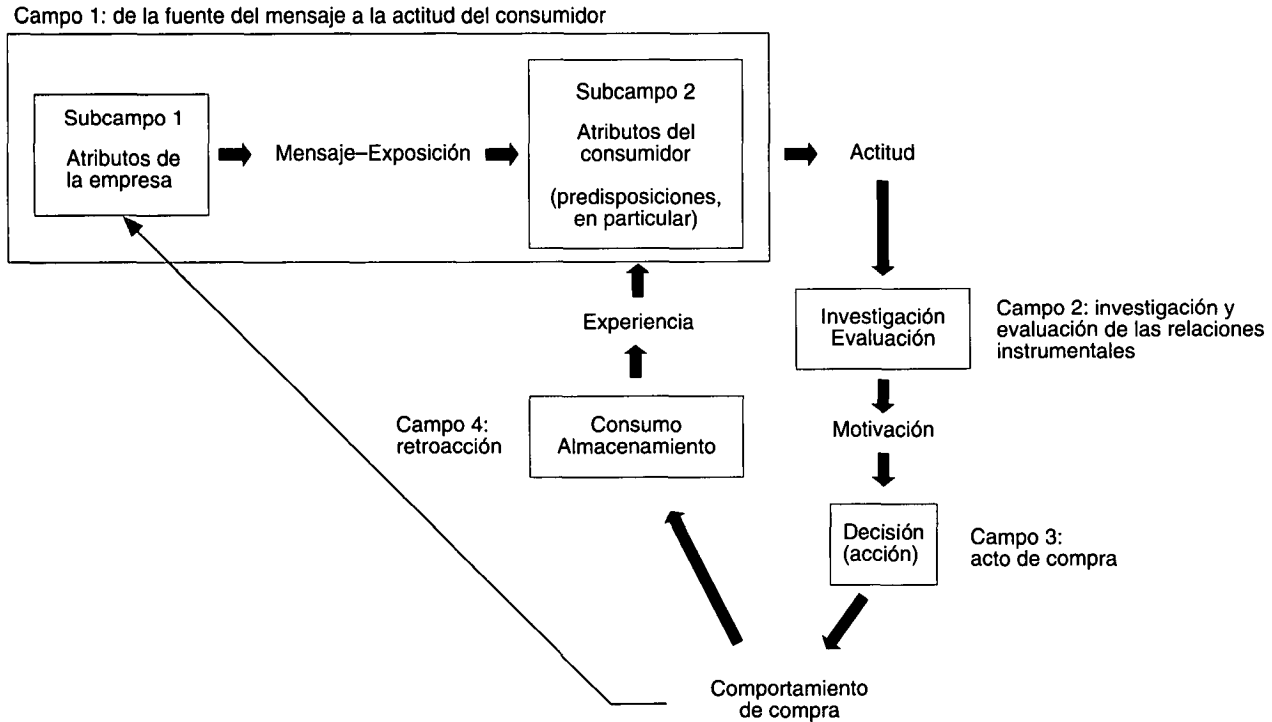 Campo 1: de la fuente del mensaje a la actitud del consumidor
Subcampo 1
Atributos de
la empresa
Mensaje–Exposición
Subcampo 2
Atributos del
consumidor
(predisposiciones,
en particular)
Actitud
Investigación
Evaluación
Campo 2: investigación y
evaluación de las relaciones
instrumentales
Experiencia
Motivación
Campo 4:
retroacción
Consumo
Almacenamiento
Decisión
(acción)
Campo 3:
acto de compra
Comportamiento
de compra